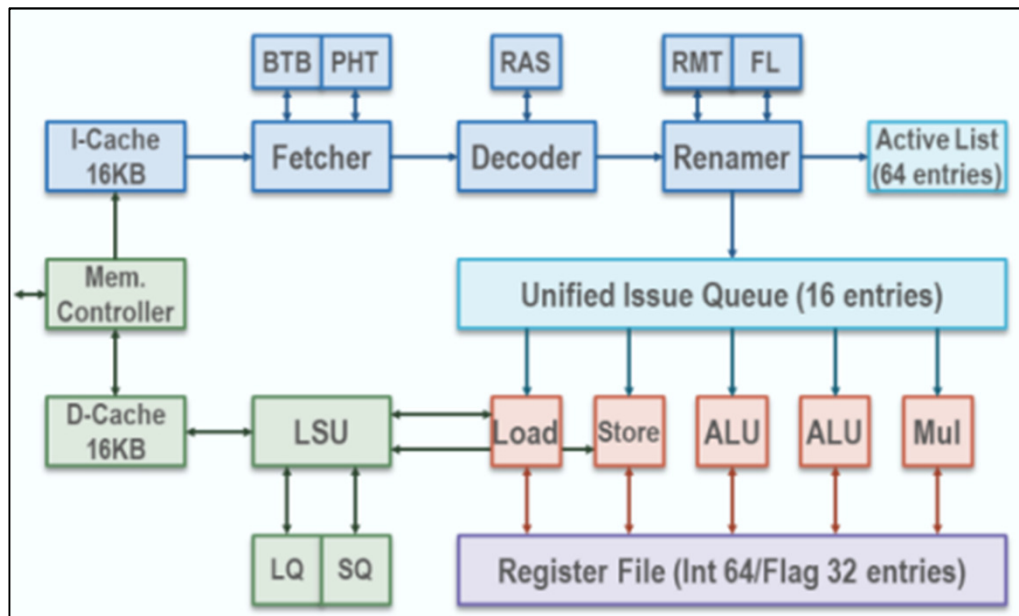 BTB PHT RAS RMT FL
I-Cache
16KB
Fetcher Decoder Renamer
Active List
(64 entries)
Mem.
Controller
Unified Issue Queue (16 entries)
D-Cache
16KB
LSU Load Store ALU ALU Mul
LQ SQ
Register File (Int 64/Flag 32 entries)